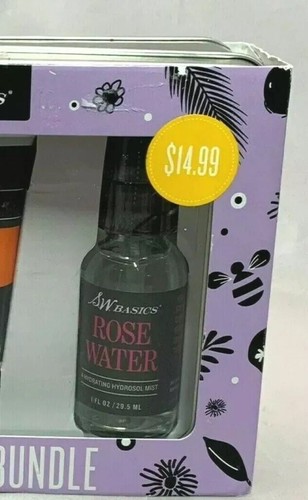 $14.99
SW BASICS®
ROSE
WATER
HYDRATING HYDROSOL MIST
1 FL OZ / 29.5 ML
BUNDLE